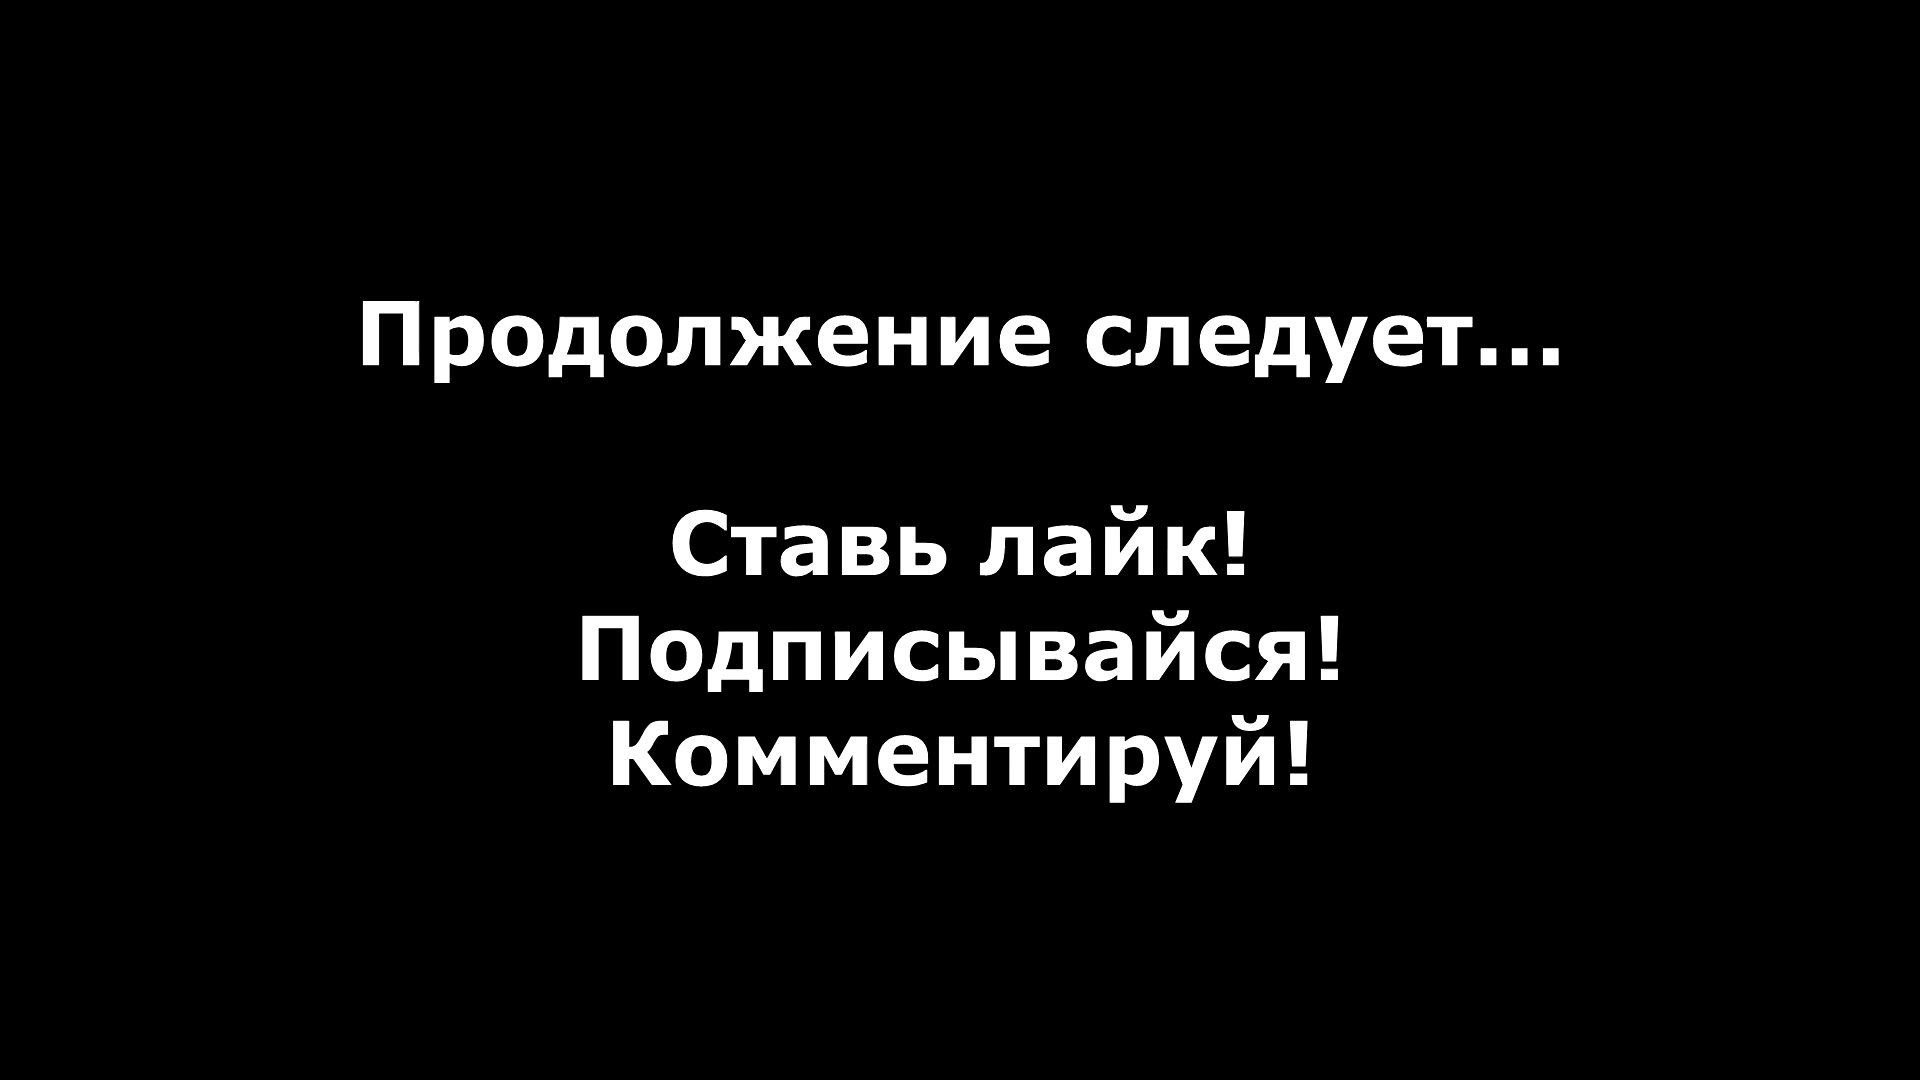 Продолжение следует...
Ставь лайк!
Подписывайся!
Комментируй!